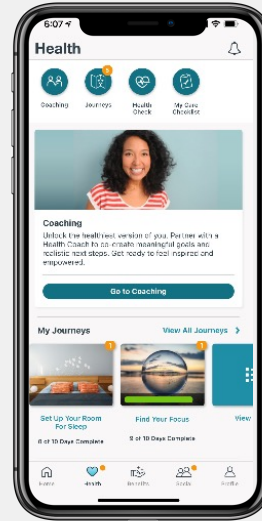 6:07
Health
Coaching
Journeys
Health
Check
My Care
Checklist
Coaching
Unlock the healthiest version of you. Partner with a
Health Coach to co-create meaningful goals and
realistic next steps. Get ready to feel inspired and
empowered.
Go to Coaching
My Journeys
View All Journeys
1
1
Set Up Your Room
For Sleep
Find Your Focus
View
6 of 10 Days Complete
9 of 10 Days Complete
Home
Health
Benefits
Social
Profile